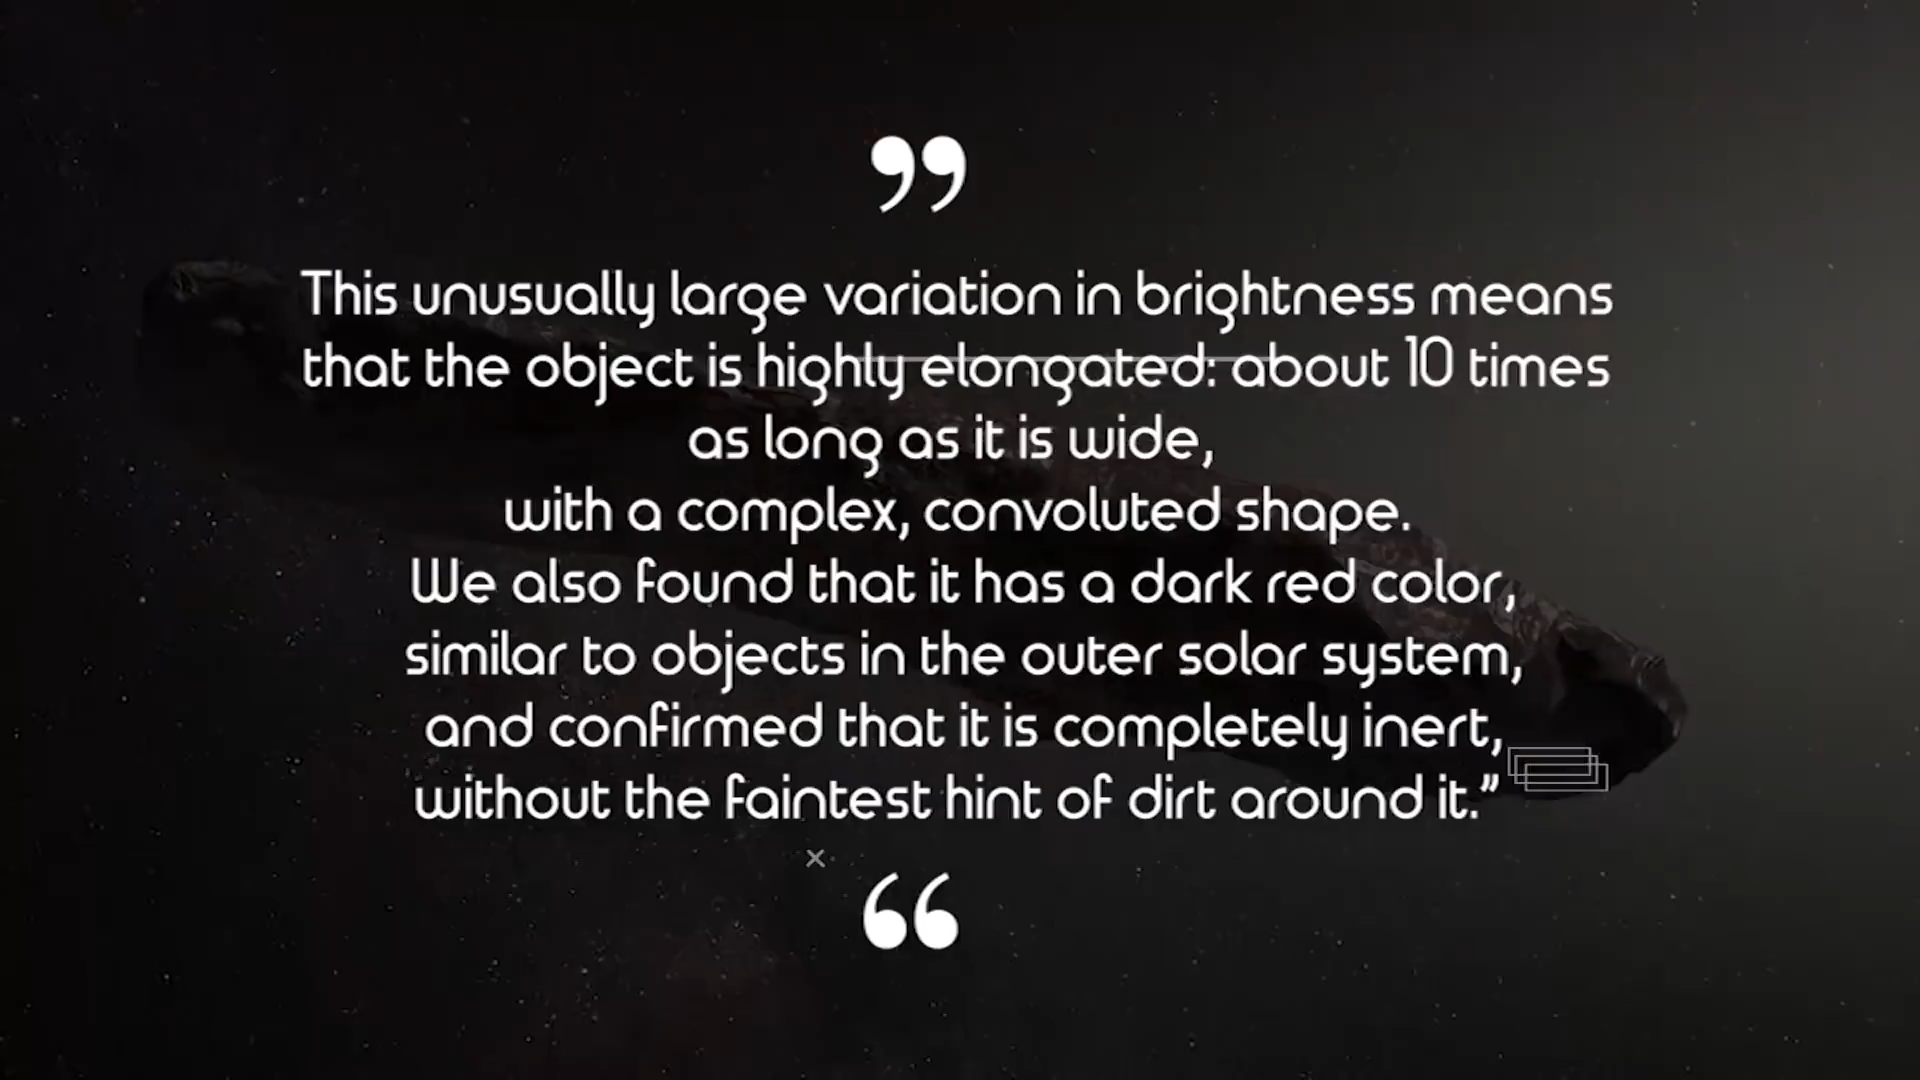 ”
This unusually large variation in brightness means
that the object is highly elongated: about 10 times
as long as it is wide,
with a complex, convoluted shape.
We also found that it has a dark red color,
similar to objects in the outer solar system,
and confirmed that it is completely inert,
without the faintest hint of dirt around it.”
“